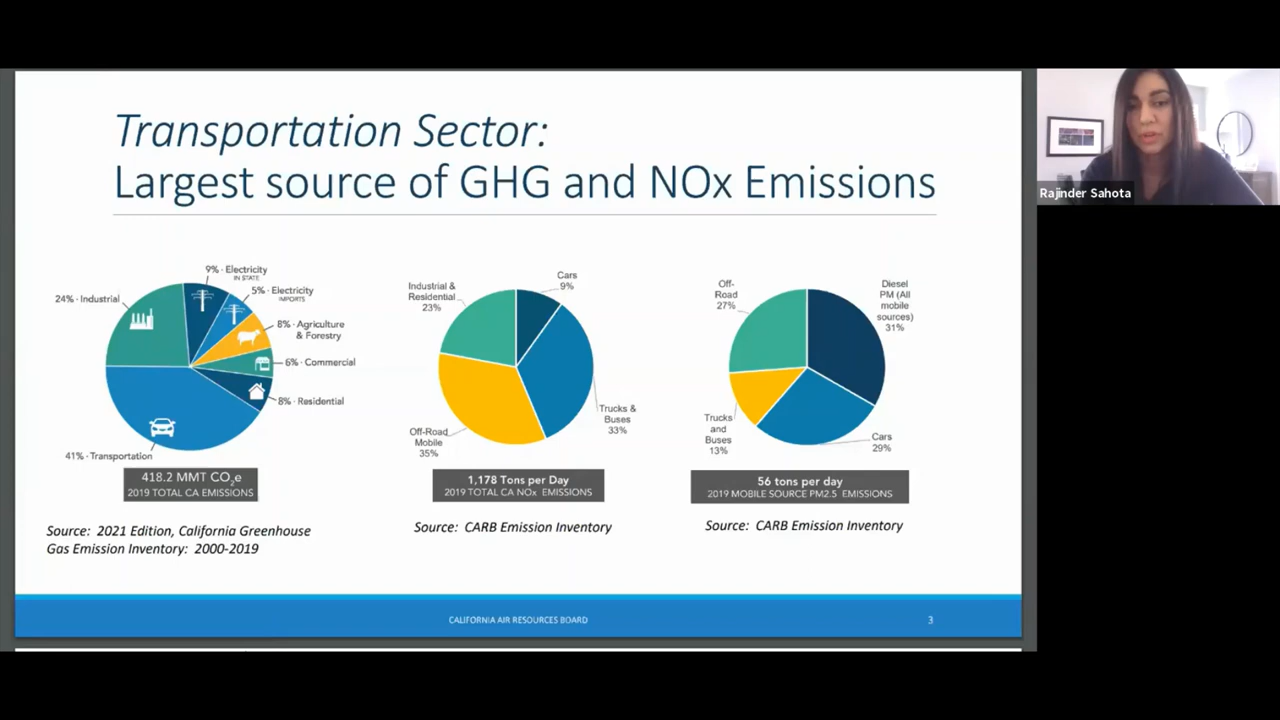 Transportation Sector:
Largest source of GHG and NOx Emissions
Rajinder Sahota
9% · Electricity
IN STATE
5% · Electricity
IMPORTS
24% · Industrial
8% · Agriculture
& Forestry
6% · Commercial
8% · Residential
41% · Transportation
418.2 MMT CO2e
2019 TOTAL CA EMISSIONS
Source: 2021 Edition, California Greenhouse
Gas Emission Inventory: 2000-2019
Cars
9%
Industrial &
Residential
23%
Trucks &
Buses
33%
Off-Road
Mobile
35%
1,178 Tons per Day
2019 TOTAL CA NOx EMISSIONS
Source: CARB Emission Inventory
Off-
Road
27%
Diesel
PM (All
mobile
sources)
31%
Trucks
and
Buses
13%
Cars
29%
56 tons per day
2019 MOBILE SOURCE PM2.5 EMISSIONS
Source: CARB Emission Inventory
CALIFORNIA AIR RESOURCES BOARD
3